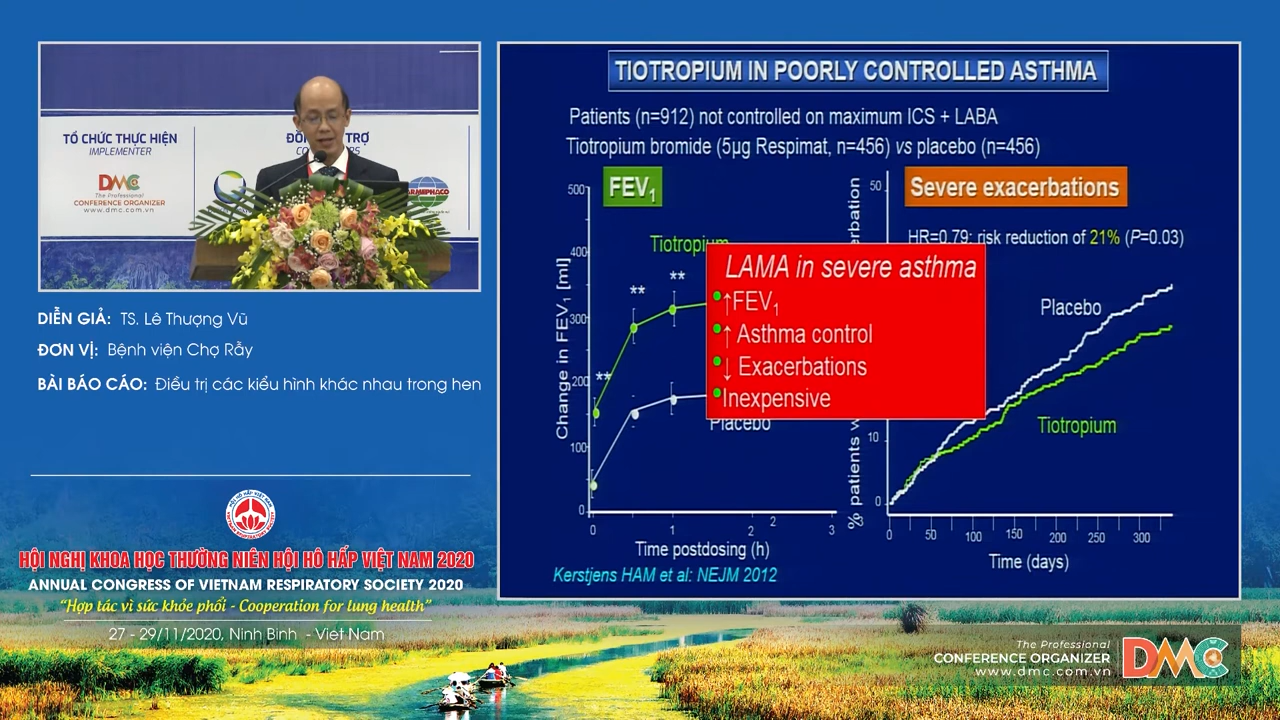 TỔ CHỨC THỰC HIỆN
IMPLEMENTER
DMC
The Professional
CONFERENCE ORGANIZER
www.dmc.com.vn
DIỄN GIẢ: TS. Lê Thượng Vũ
ĐƠN VỊ: Bệnh viện Chợ Rẫy
BÀI BÁO CÁO: Điều trị các kiểu hình khác nhau trong hen
HỘI HÔ HẤP VIỆT NAM
HỘI NGHỊ KHOA HỌC THƯỜNG NIÊN HỘI HÔ HẤP VIỆT NAM 2020
ANNUAL CONGRESS OF VIETNAM RESPIRATORY SOCIETY 2020
“Hợp tác vì sức khỏe phổi - Cooperation for lung health”
27 - 29/11/2020, Ninh Binh - Viet Nam
TIOTROPIUM IN POORLY CONTROLLED ASTHMA
Patients (n=912) not controlled on maximum ICS + LABA
Tiotropium bromide (5µg Respimat, n=456) vs placebo (n=456)
FEV₁
Change in FEV₁ [ml]
500
400
300
200
100
0
Tiotropium
**
**
**
Placebo
0 1 2 2 3
Time postdosing (h)
Kerstjens HAM et al: NEJM 2012
LAMA in severe asthma
↑FEV₁
↑ Asthma control
↓ Exacerbations
Inexpensive
Severe exacerbations
HR=0.79: risk reduction of 21% (P=0.03)
% patients
50
10
0
Placebo
Tiotropium
0 50 100 150 200 250 300
Time (days)
The Professional
CONFERENCE ORGANIZER
www.dmc.com.vn
DMC